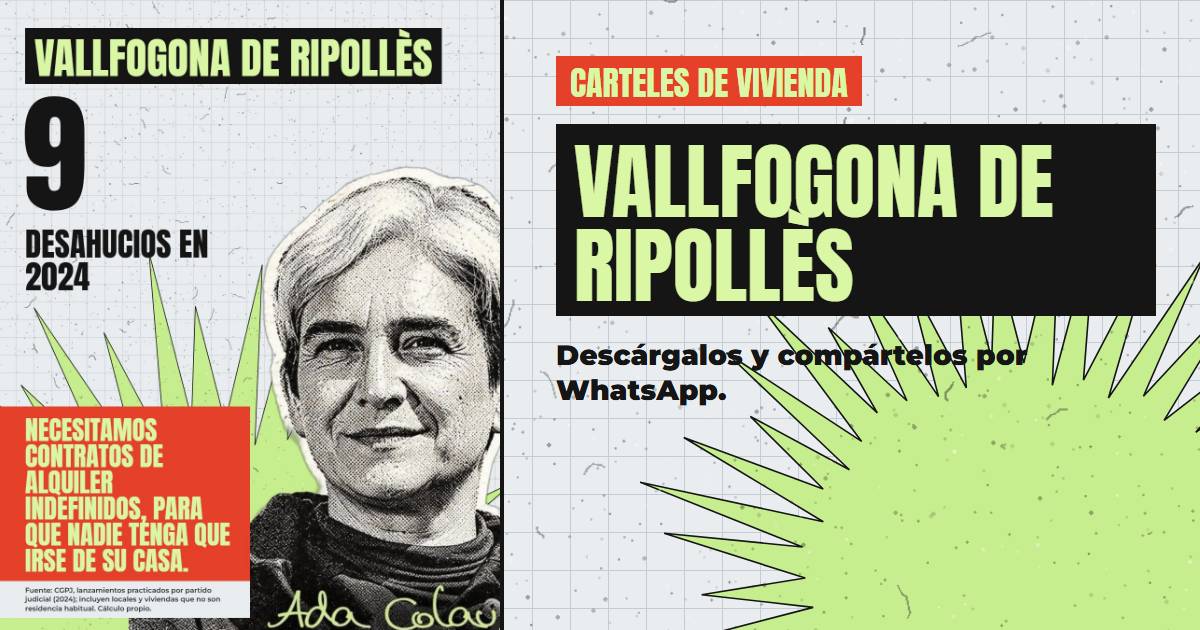 VALLFOGONA DE RIPOLLÈS
9
DESAHUCIOS EN
2024
NECESITAMOS
CONTRATOS DE
ALQUILER
INDEFINIDOS, PARA
QUE NADIE TENGA QUE
IRSE DE SU CASA.
Fuente: CGPJ, lanzamientos practicados por partido
judicial (2024); incluyen locales y viviendas que no son
residencia habitual. Cálculo propio.
Ada Colau
CARTELES DE VIVIENDA
VALLFOGONA DE
RIPOLLÈS
Descárgalos y compártelos por
WhatsApp.